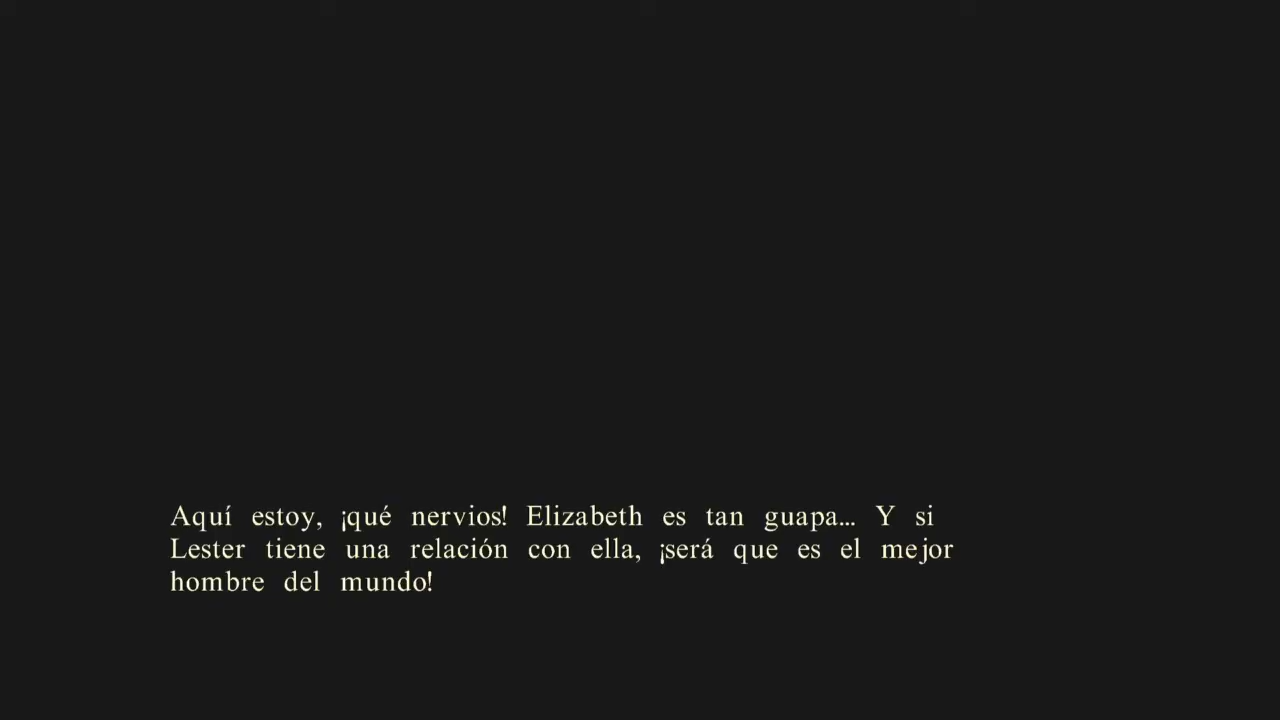 Aquí estoy, ¡qué nervios! Elizabeth es tan guapa... Y si
Lester tiene una relación con ella, ¡será que es el mejor
hombre del mundo!